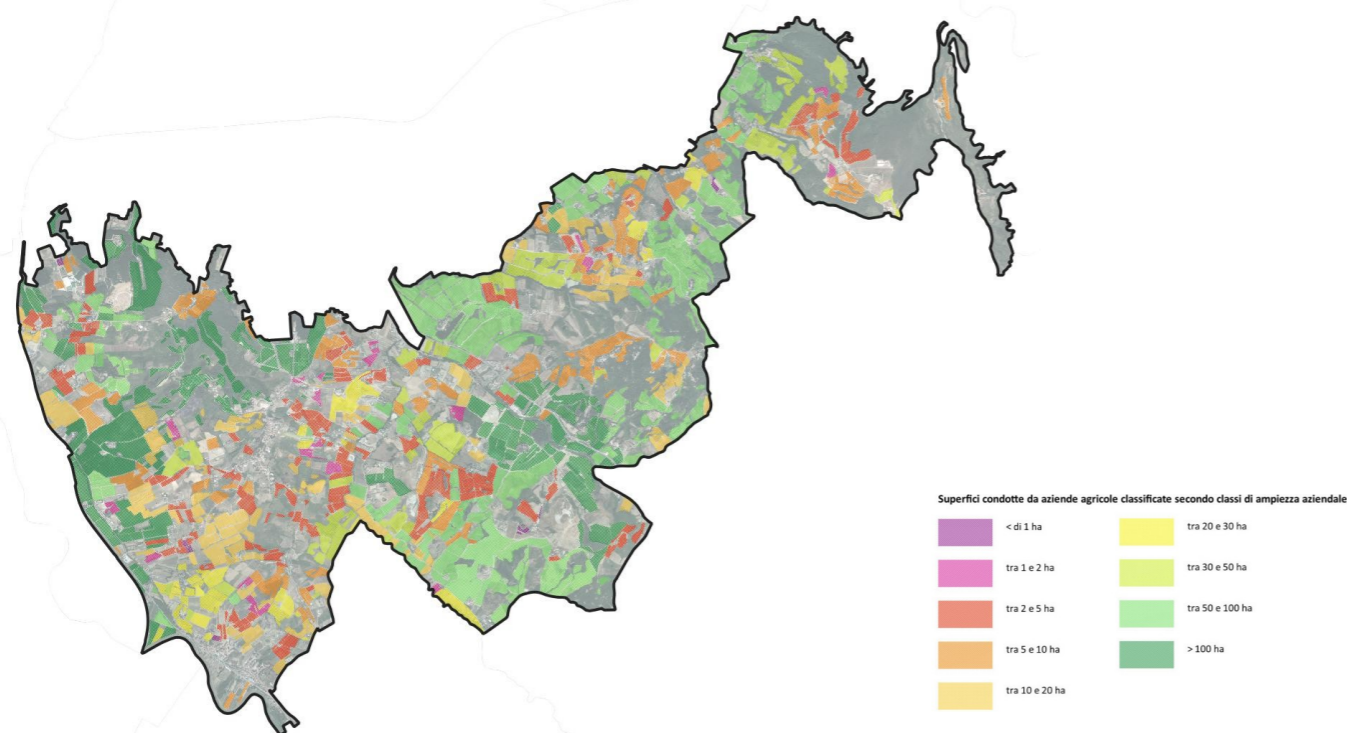 Superfici condotte da aziende agricole classificate secondo classi di ampiezza aziendale
< di 1 ha
tra 1 e 2 ha
tra 2 e 5 ha
tra 5 e 10 ha
tra 10 e 20 ha
tra 20 e 30 ha
tra 30 e 50 ha
tra 50 e 100 ha
> 100 ha